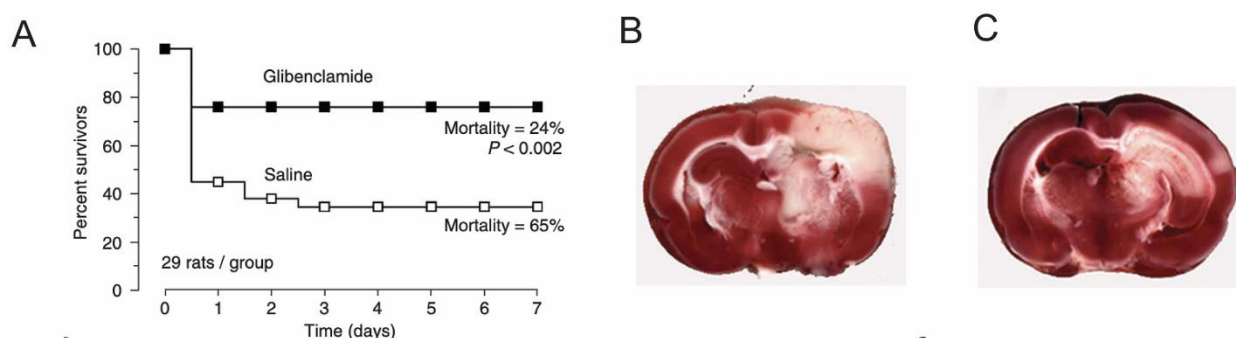 A
B
C
Percent survivors
100
80
60
40
20
0
Glibenclamide
Mortality = 24%
P < 0.002
Saline
Mortality = 65%
29 rats / group
0 1 2 3 4 5 6 7
Time (days)